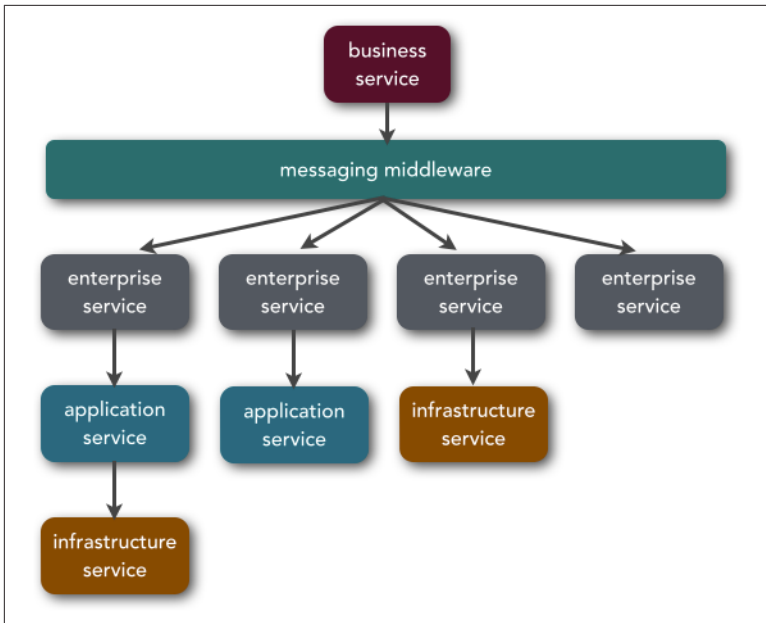 business
service
messaging middleware
enterprise
service
enterprise
service
enterprise
service
enterprise
service
application
service
application
service
infrastructure
service
infrastructure
service